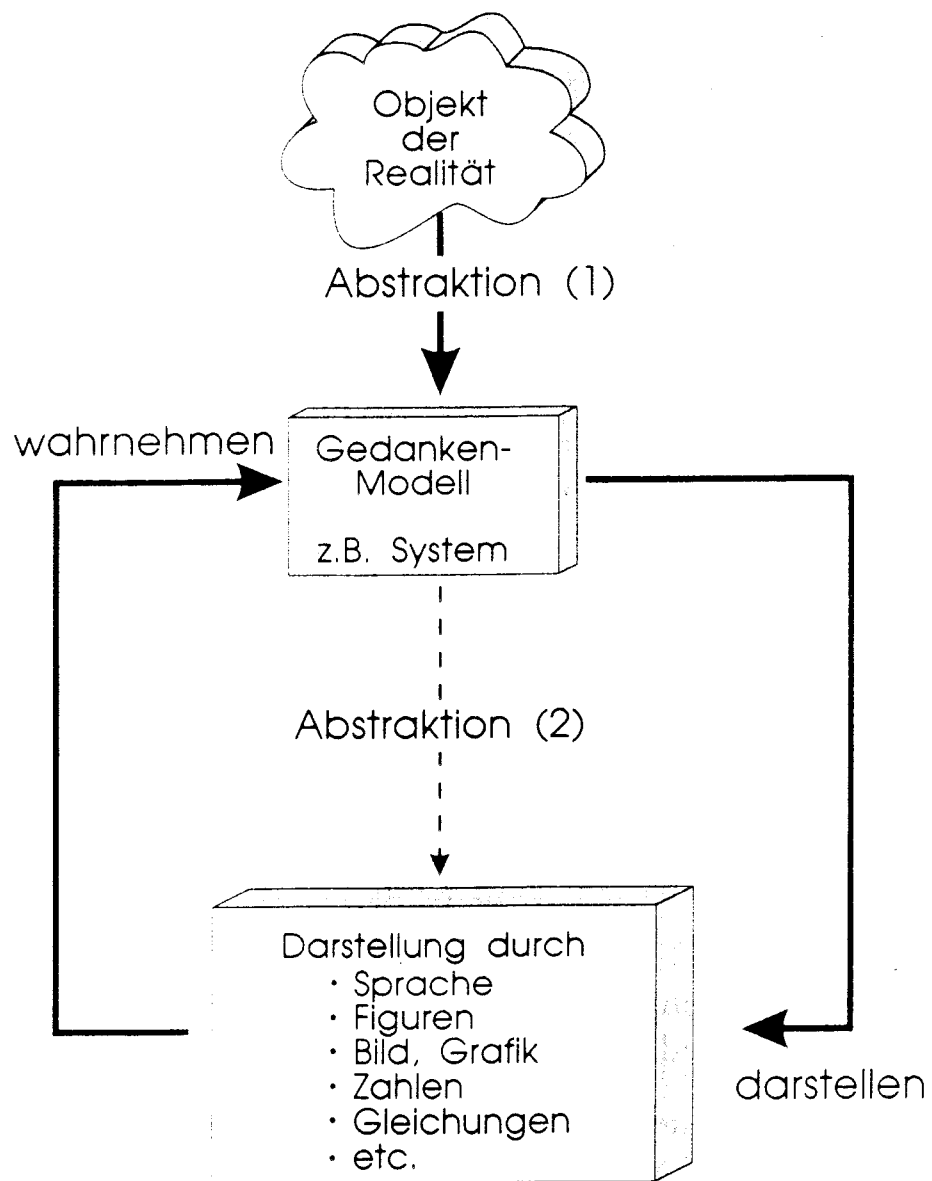 Objekt
der
Realität
Abstraktion (1)
wahrnehmen
Gedanken-
Modell
z.B. System
Abstraktion (2)
Darstellung durch
· Sprache
· Figuren
· Bild, Grafik
· Zahlen
· Gleichungen
· etc.
darstellen